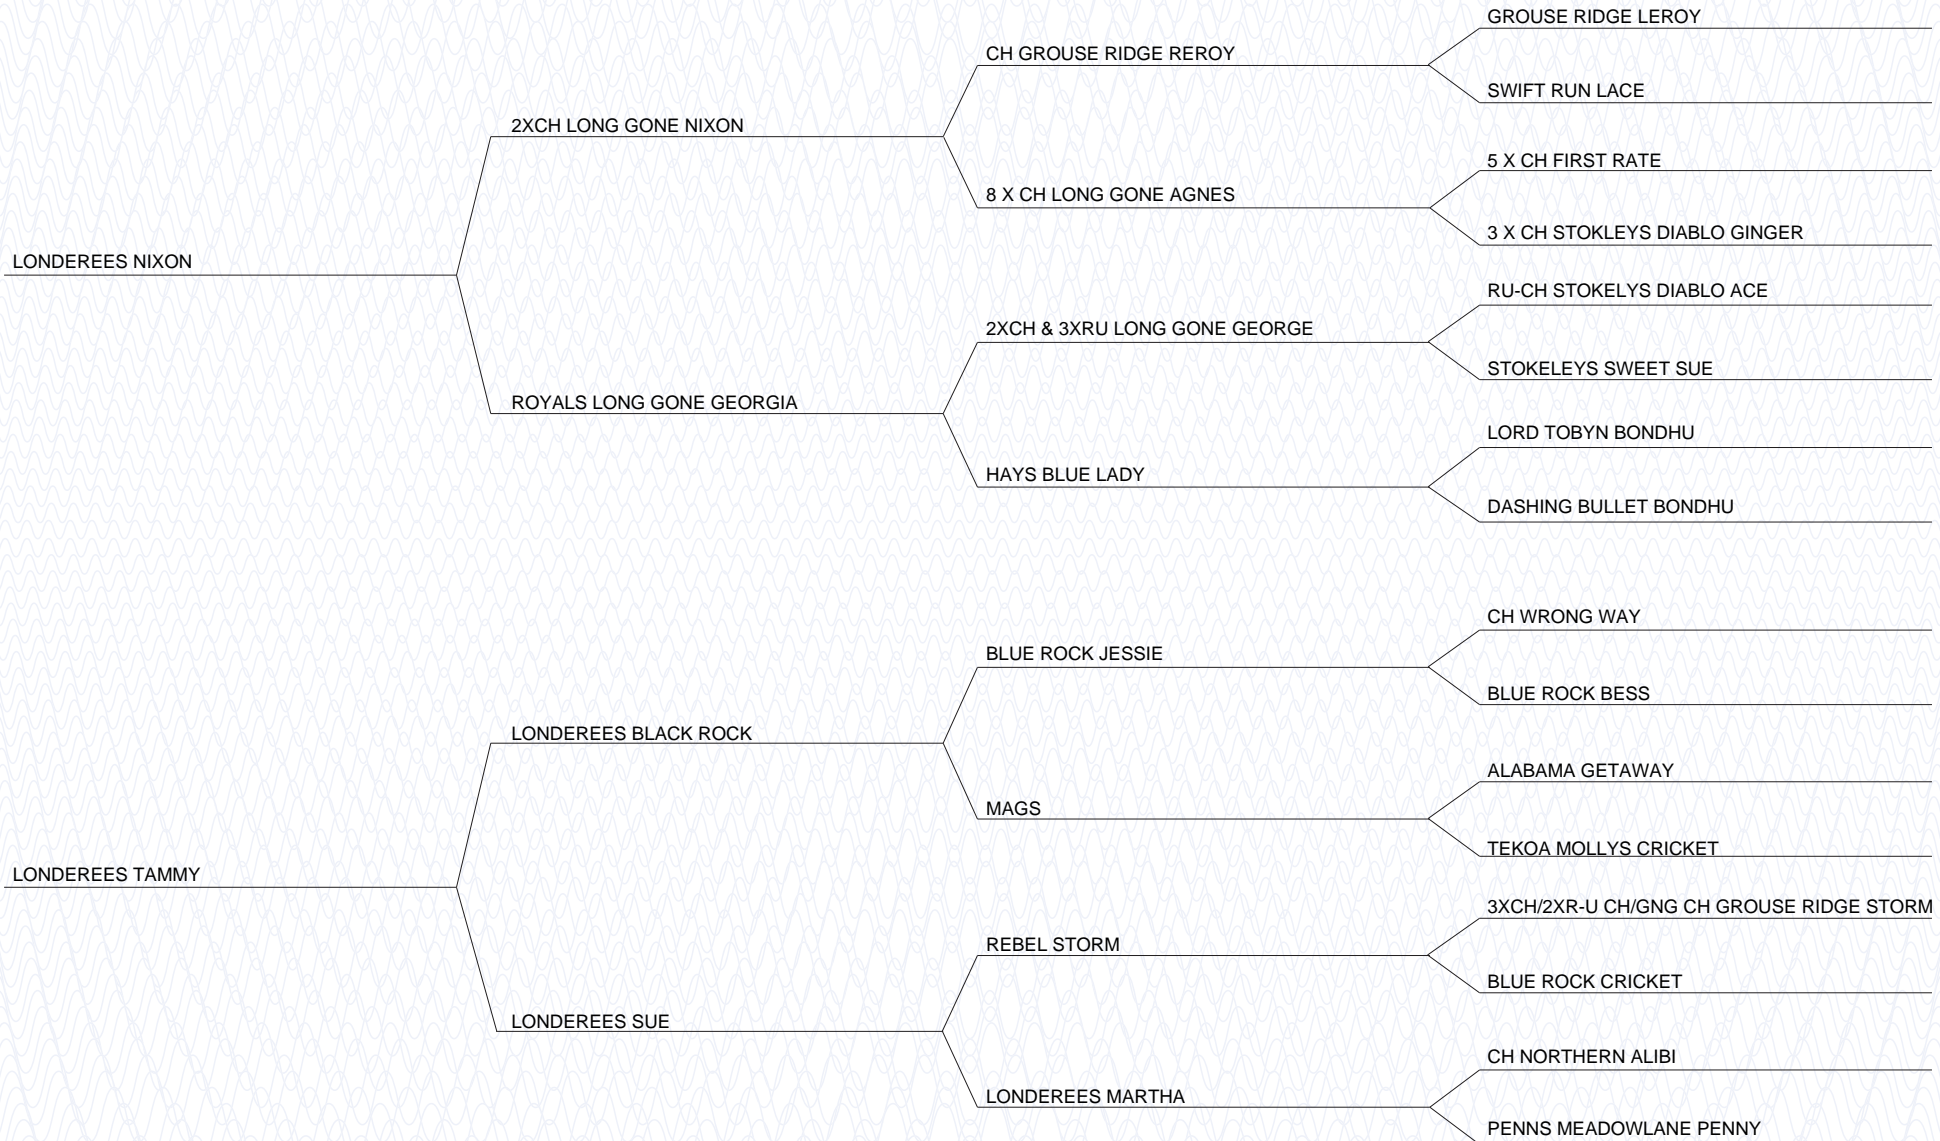 GROUSE RIDGE LEROY
CH GROUSE RIDGE REROY
SWIFT RUN LACE
2XCH LONG GONE NIXON
5 X CH FIRST RATE
8 X CH LONG GONE AGNES
3 X CH STOKLEYS DIABLO GINGER
LONDEREES NIXON
RU-CH STOKELYS DIABLO ACE
2XCH & 3XRU LONG GONE GEORGE
STOKELEYS SWEET SUE
ROYALS LONG GONE GEORGIA
LORD TOBYN BONDHU
HAYS BLUE LADY
DASHING BULLET BONDHU
CH WRONG WAY
BLUE ROCK JESSIE
BLUE ROCK BESS
LONDEREES BLACK ROCK
ALABAMA GETAWAY
MAGS
TEKOA MOLLYS CRICKET
LONDEREES TAMMY
3XCH/2XR-U CH/GNG CH GROUSE RIDGE STORM
REBEL STORM
BLUE ROCK CRICKET
LONDEREES SUE
CH NORTHERN ALIBI
LONDEREES MARTHA
PENNS MEADOWLANE PENNY